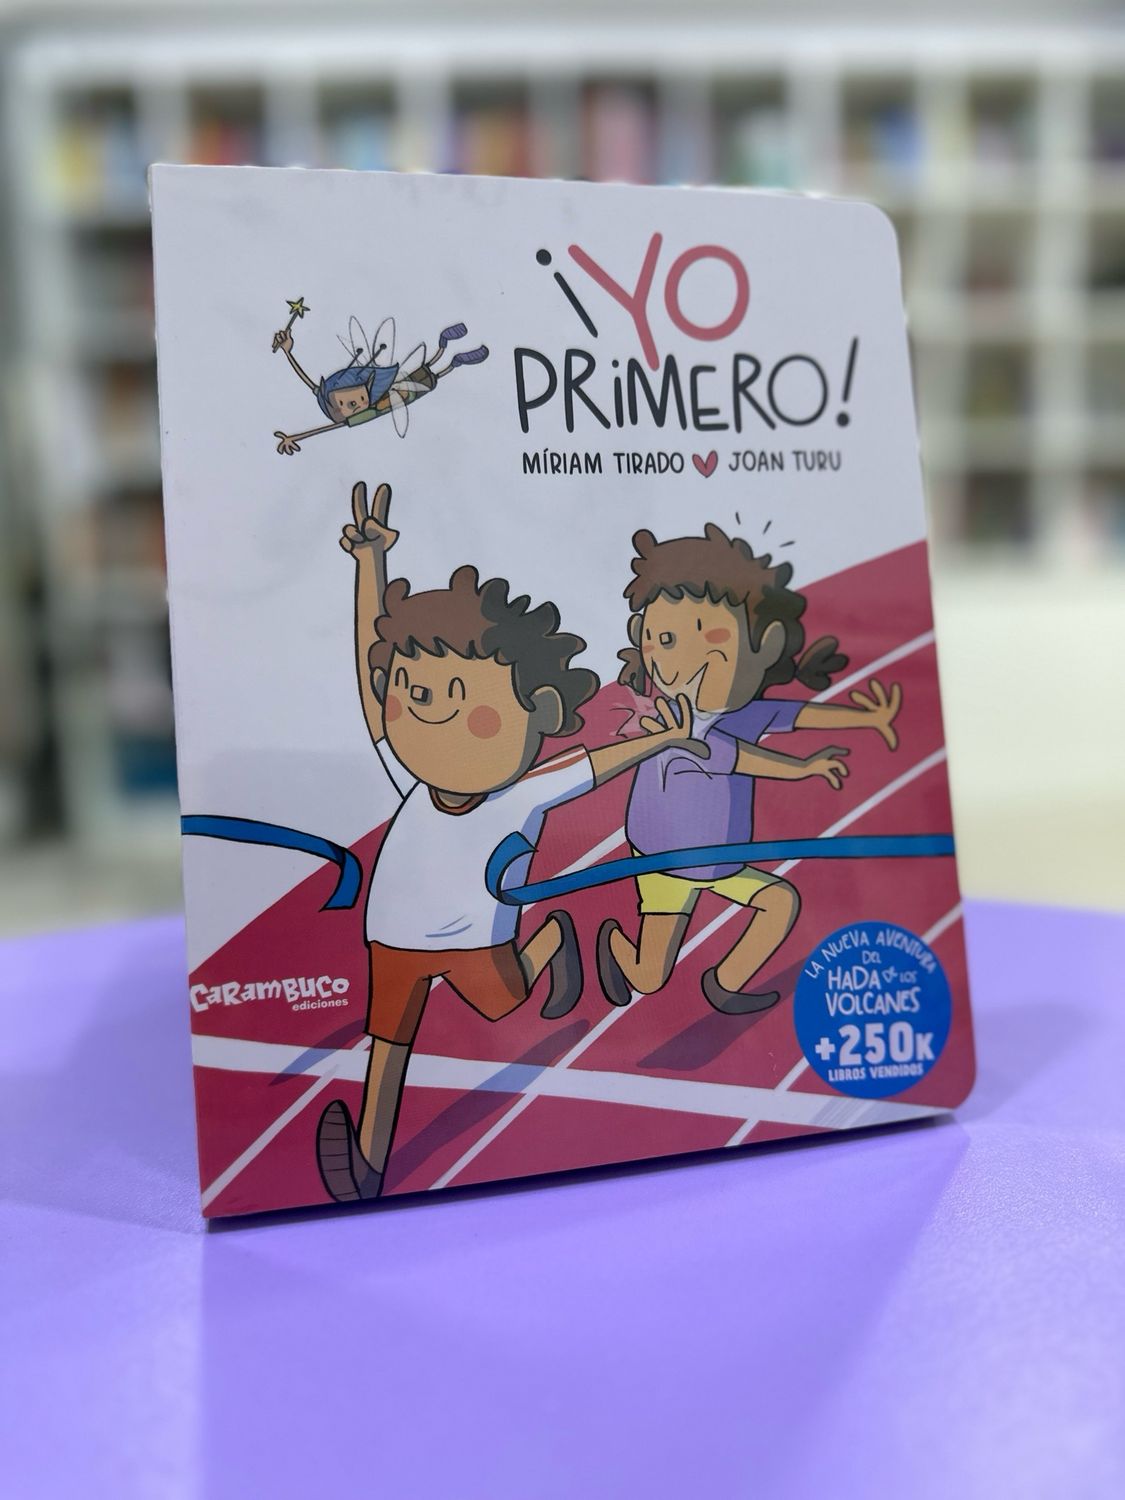 ¡YO
PRIMERO!
MÍRIAM TIRADO JOAN TURU
CARAMBUCO
ediciones
LA NUEVA AVENTURA
DEL
HADA DE LOS
VOLCANES
+250K
LIBROS VENDIDOS